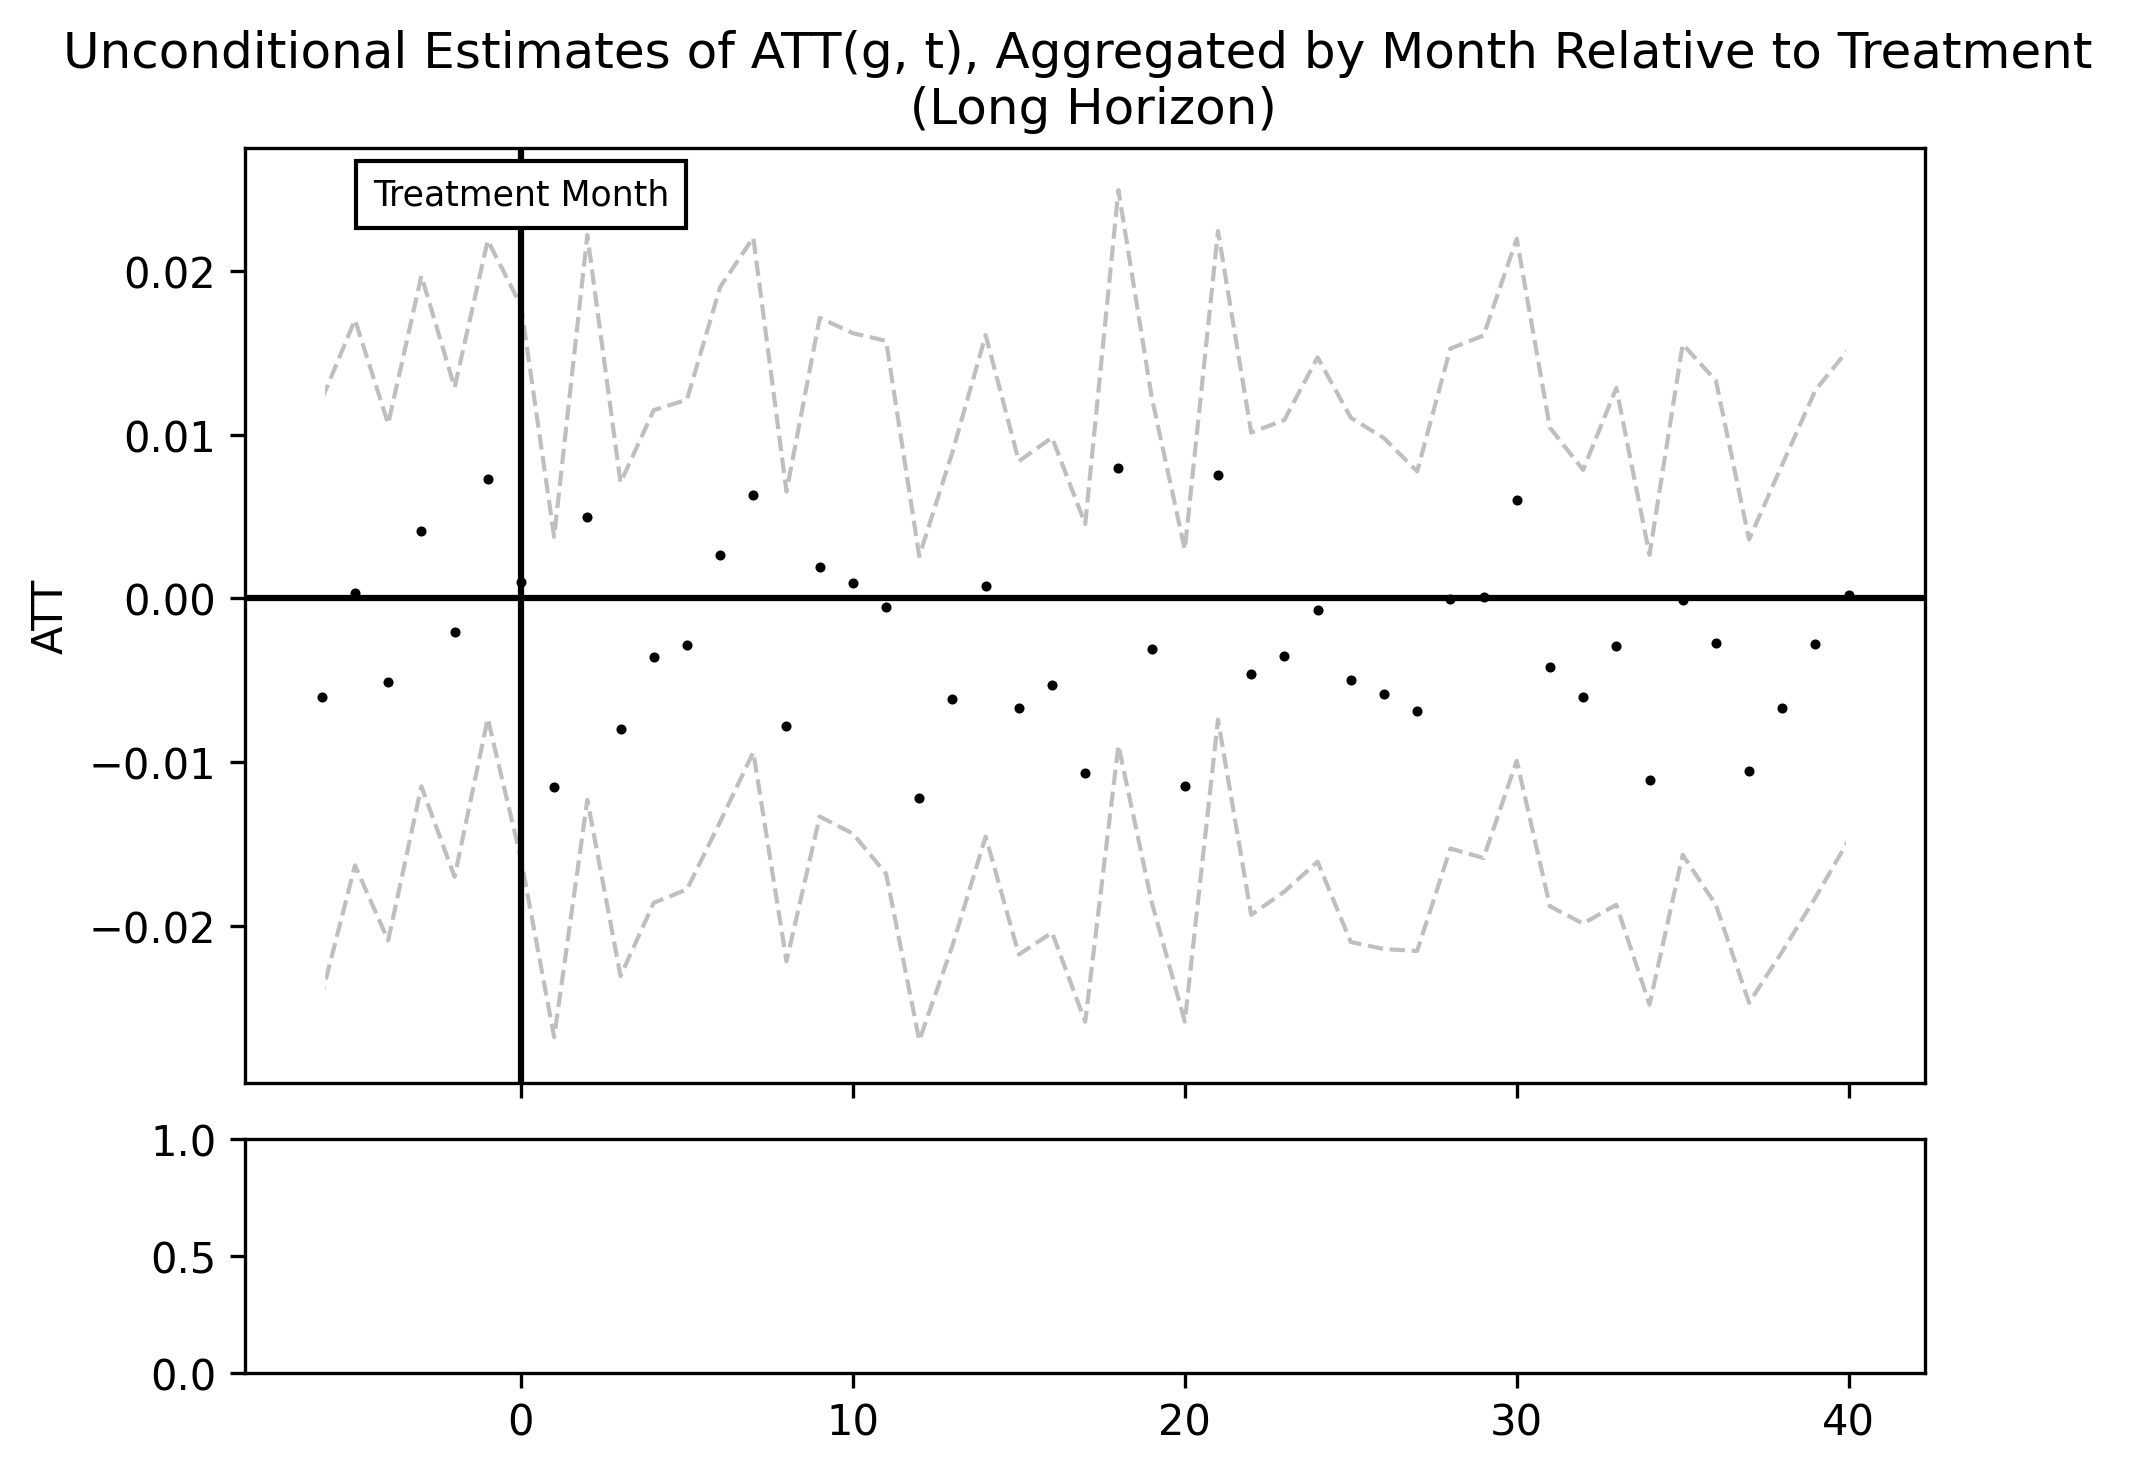 Unconditional Estimates of ATT(g, t), Aggregated by Month Relative to Treatment
(Long Horizon)
Treatment Month
0.02
0.01
0.00
−0.01
−0.02
ATT
1.0
0.5
0.0
0 10 20 30 40